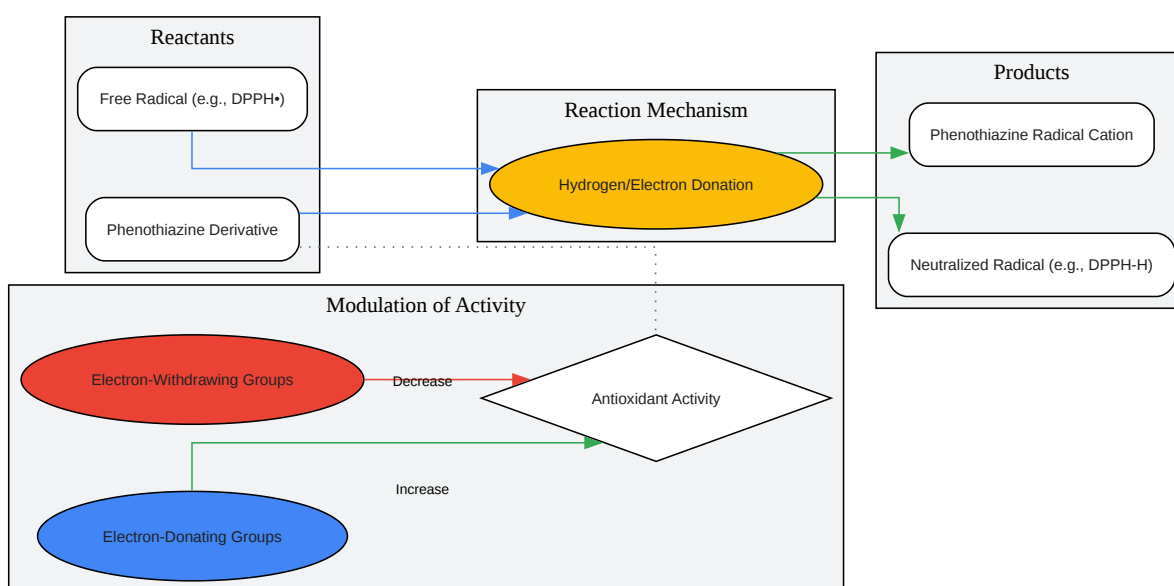 Reactants
Free Radical (e.g., DPPH•)
Phenothiazine Derivative
Reaction Mechanism
Hydrogen/Electron Donation
Products
Phenothiazine Radical Cation
Neutralized Radical (e.g., DPPH-H)
Modulation of Activity
Electron-Withdrawing Groups
Decrease
Antioxidant Activity
Increase
Electron-Donating Groups